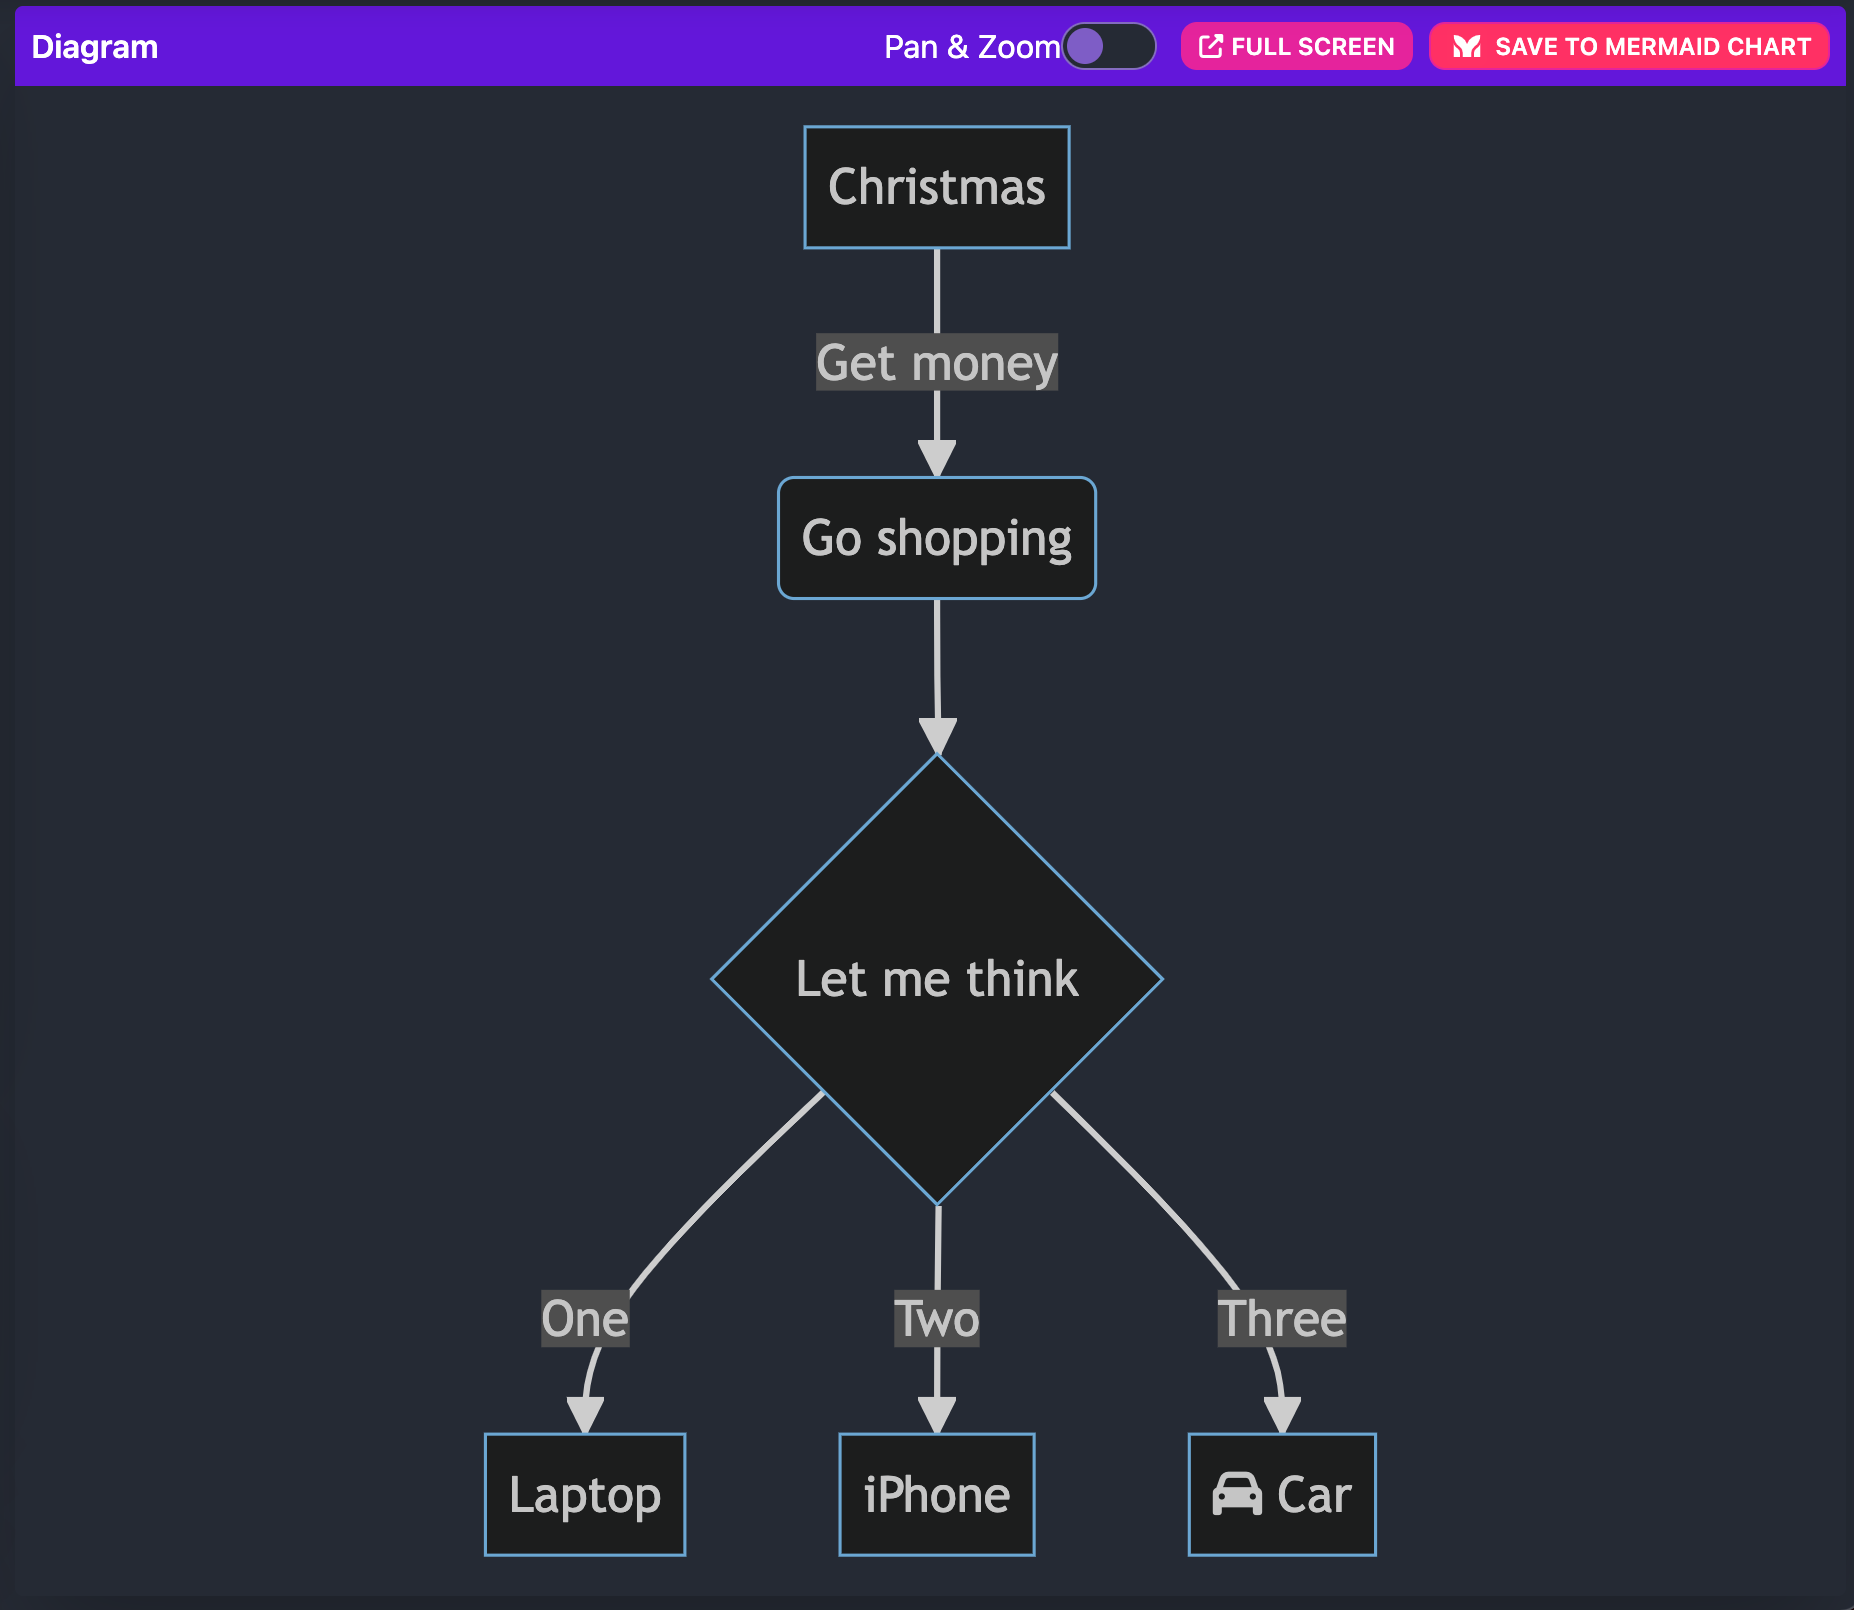 Diagram
Pan & Zoom
FULL SCREEN
SAVE TO MERMAID CHART
Christmas
Get money
Go shopping
Let me think
One
Two
Three
Laptop
iPhone
Car